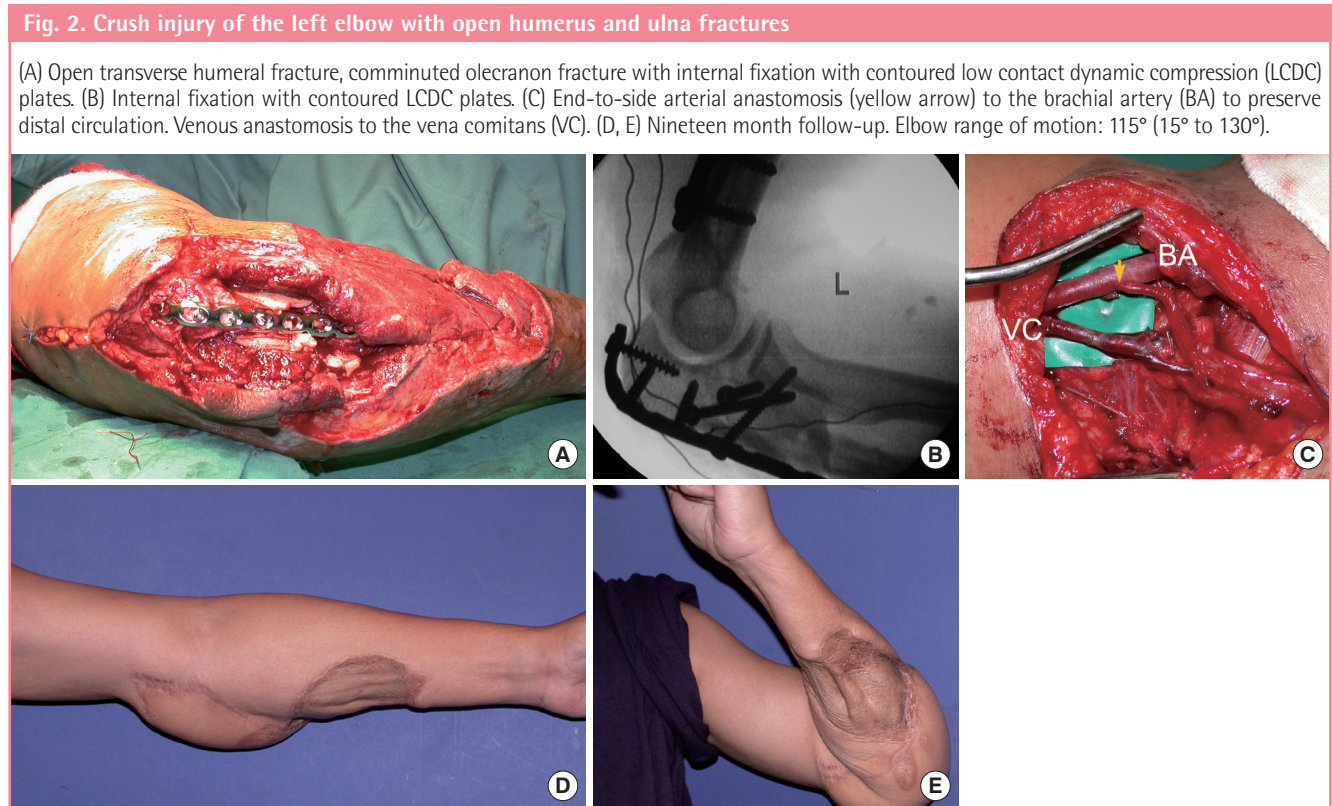 Fig. 2. Crush injury of the left elbow with open humerus and ulna fractures
(A) Open transverse humeral fracture, comminuted olecranon fracture with internal fixation with contoured low contact dynamic compression (LCDC)
plates. (B) Internal fixation with contoured LCDC plates. (C) End-to-side arterial anastomosis (yellow arrow) to the brachial artery (BA) to preserve
distal circulation. Venous anastomosis to the vena comitans (VC). (D, E) Nineteen month follow-up. Elbow range of motion: 115° (15° to 130°).
L
BA
VC
A
B
C
D
E